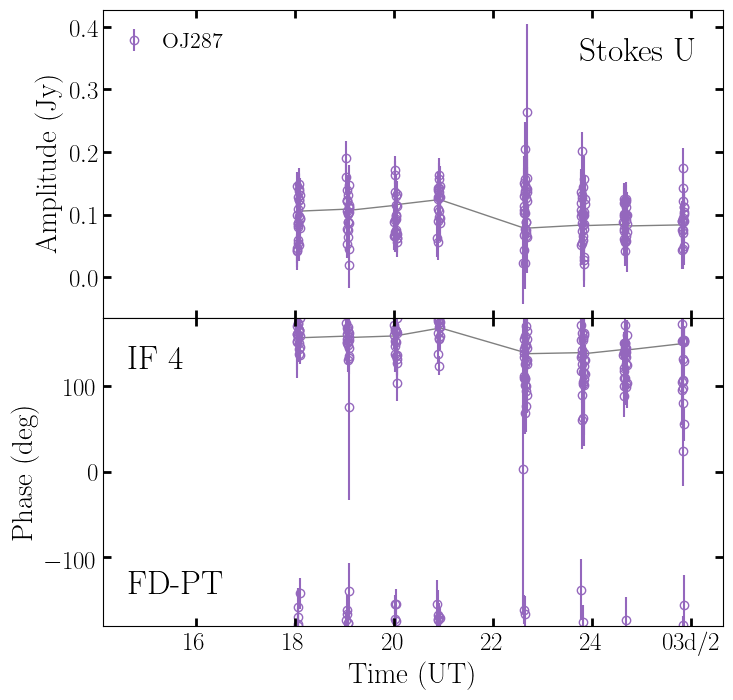 OJ287
Stokes U
Amplitude (Jy)
0.4
0.3
0.2
0.1
0.0
IF 4
Phase (deg)
100
0
−100
FD-PT
16 18 20 22 24 03d/2
Time (UT)